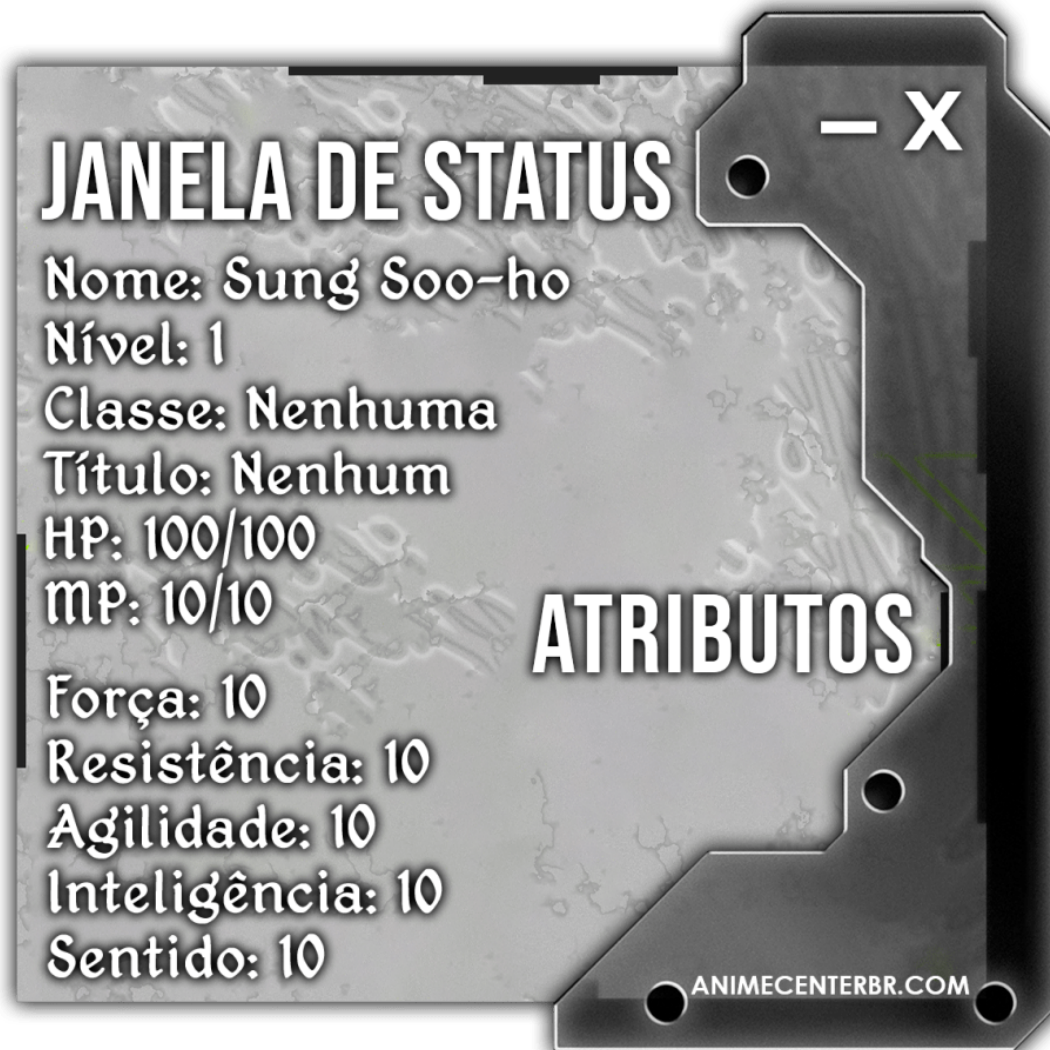 – X
JANELA DE STATUS
Nome: Sung Soo-ho
Nível: 1
Classe: Nenhuma
Título: Nenhum
HP: 100/100
MP: 10/10
ATRIBUTOS
Força: 10
Resistência: 10
Agilidade: 10
Inteligência: 10
Sentido: 10
ANIMECENTERBR.COM